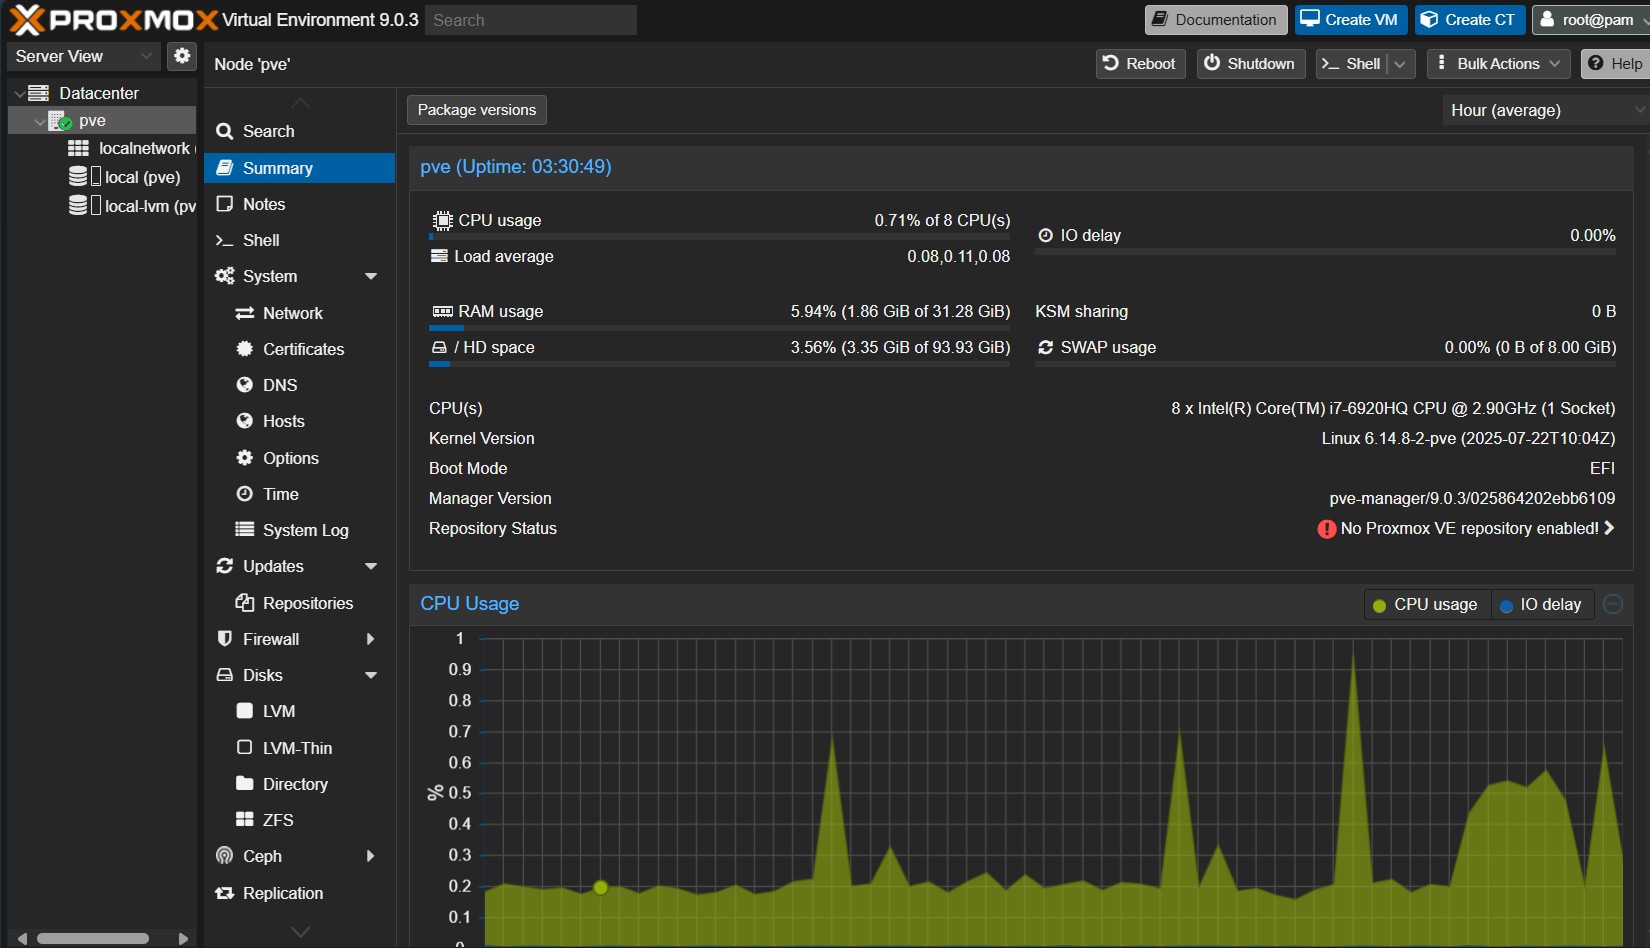 PROXMOX Virtual Environment 9.0.3 Search Documentation Create VM Create CT root@pam
Server View
Node 'pve' Reboot Shutdown Shell Bulk Actions Help
Datacenter
pve
localnetwork (
local (pve)
local-lvm (pv
Search
Summary
Notes
Shell
System
Network
Certificates
DNS
Hosts
Options
Time
System Log
Updates
Repositories
Firewall
Disks
LVM
LVM-Thin
Directory
ZFS
Ceph
Replication
Package versions Hour (average)
pve (Uptime: 03:30:49)
CPU usage 0.71% of 8 CPU(s)
IO delay 0.00%
Load average 0.08,0.11,0.08
RAM usage 5.94% (1.86 GiB of 31.28 GiB)
KSM sharing 0 B
/ HD space 3.56% (3.35 GiB of 93.93 GiB)
SWAP usage 0.00% (0 B of 8.00 GiB)
CPU(s) 8 x Intel(R) Core(TM) i7-6920HQ CPU @ 2.90GHz (1 Socket)
Kernel Version Linux 6.14.8-2-pve (2025-07-22T10:04Z)
Boot Mode EFI
Manager Version pve-manager/9.0.3/025864202ebb6109
Repository Status No Proxmox VE repository enabled!
CPU Usage CPU usage IO delay
1
0.9
0.8
0.7
0.6
% 0.5
0.4
0.3
0.2
0.1
0